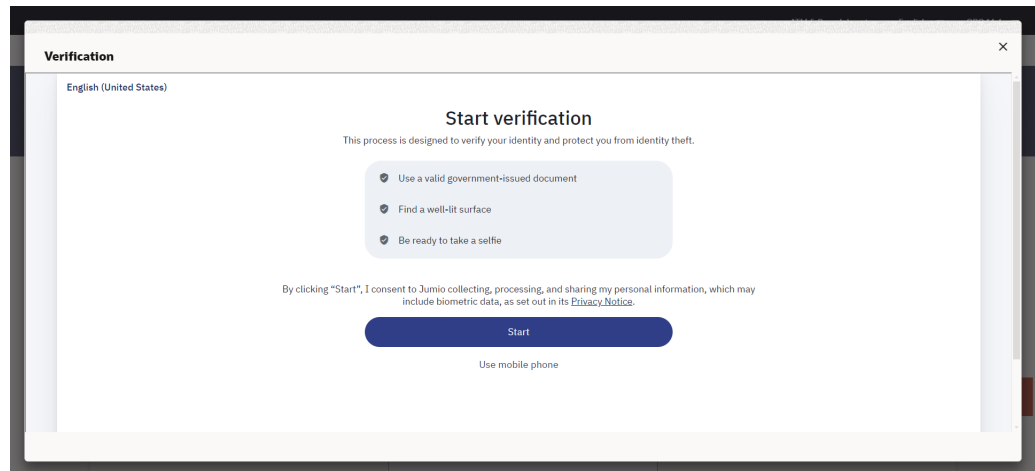 Verification
English (United States)
Start verification
This process is designed to verify your identity and protect you from identity theft.
Use a valid government-issued document
Find a well-lit surface
Be ready to take a selfie
By clicking “Start”, I consent to Jumio collecting, processing, and sharing my personal information, which may
include biometric data, as set out in its Privacy Notice.
Start
Use mobile phone